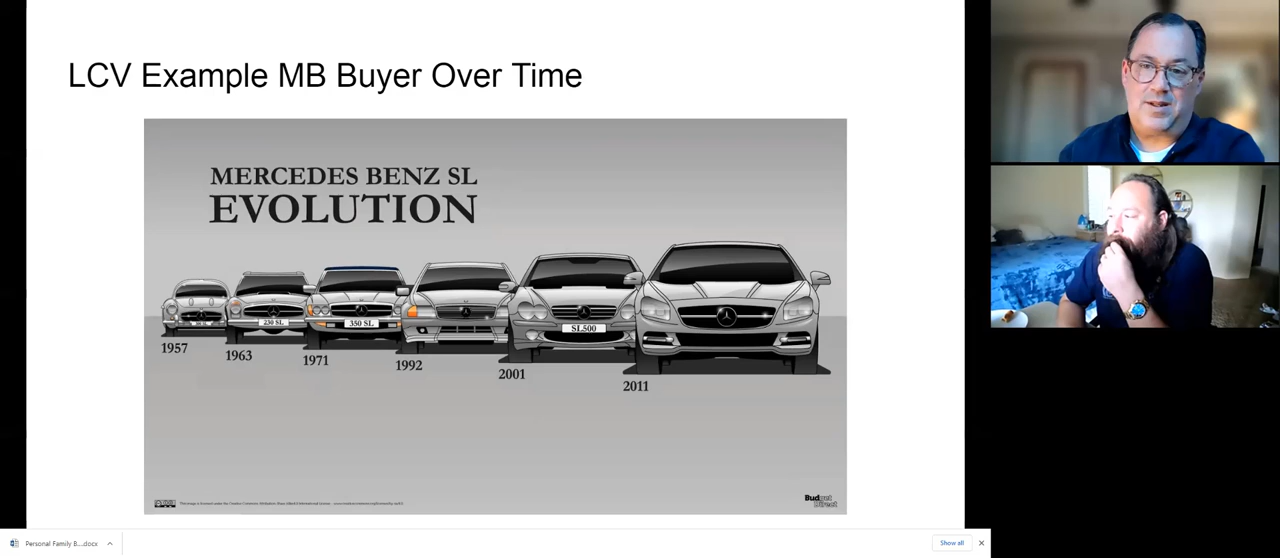 LCV Example MB Buyer Over Time
MERCEDES BENZ SL
EVOLUTION
230 SL
350 SL
SL500
1957
1963
1971
1992
2001
2011
Budget
Direct
Personal Family B....docx
Show all